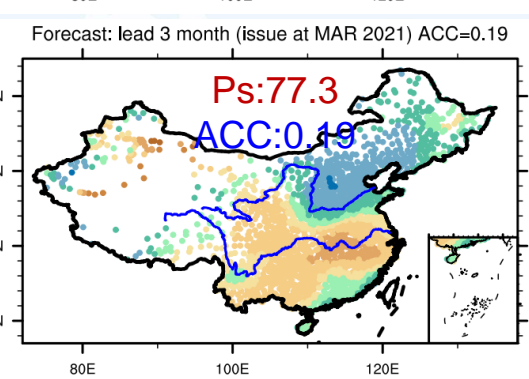 Forecast: lead 3 month (issue at MAR 2021) ACC=0.19
Ps:77.3
ACC:0.19
80E 100E 120E